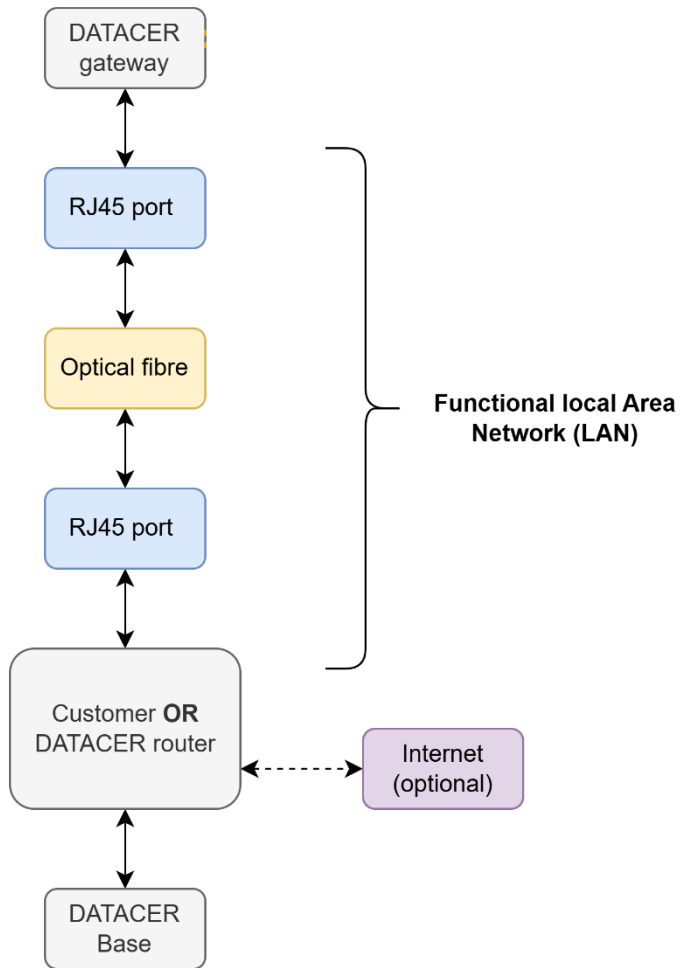 DATACER
gateway
RJ45 port
Optical fibre
Functional local Area
Network (LAN)
RJ45 port
Customer OR
DATACER router
Internet
(optional)
DATACER
Base